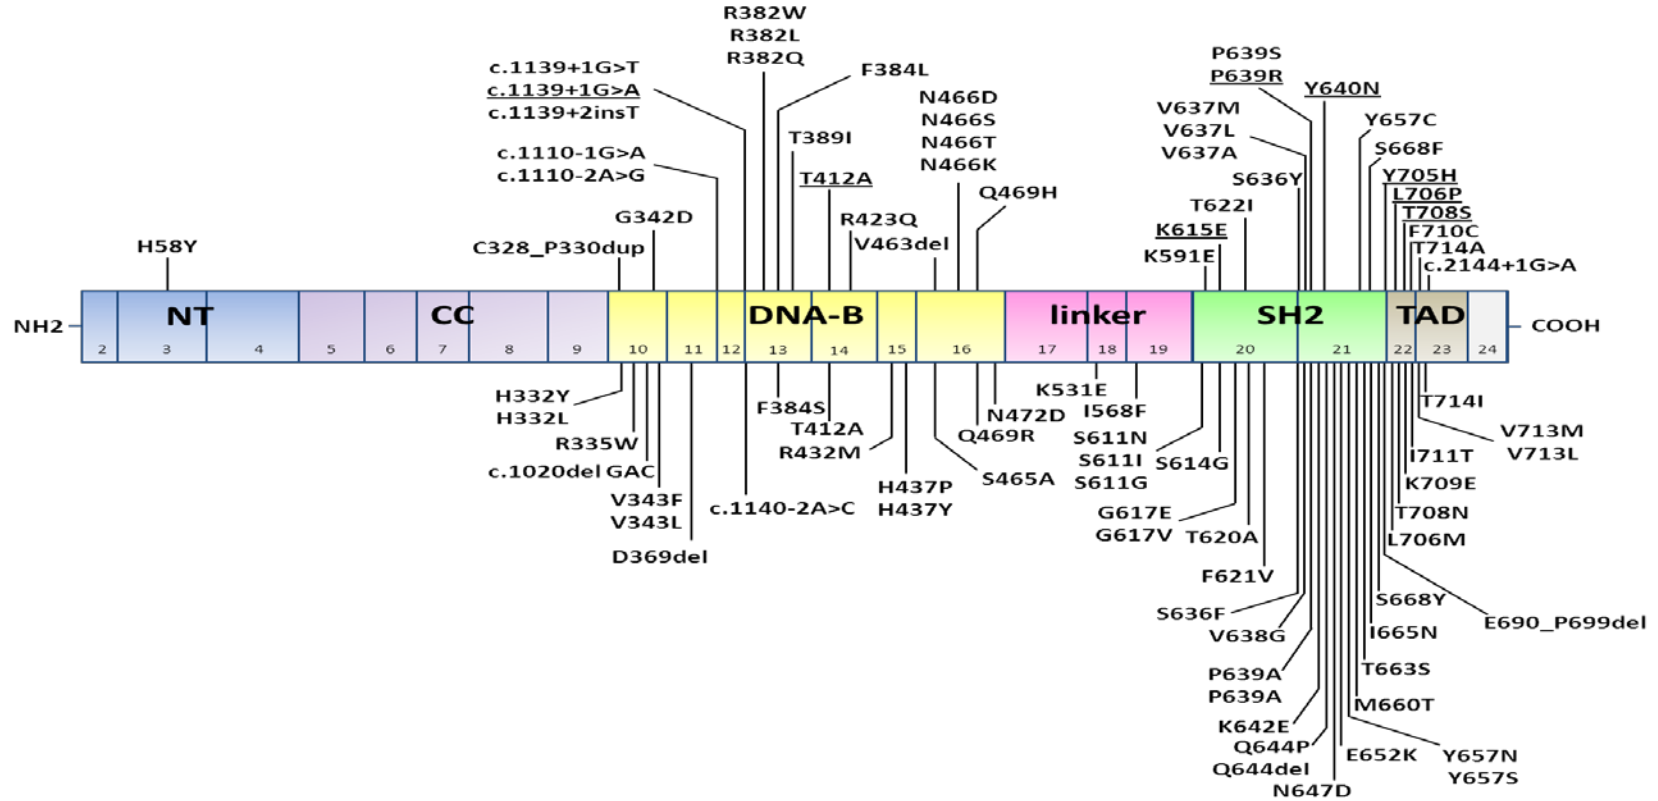 R382W
R382L
R382Q
c.1139+1G>T
c.1139+1G>A
c.1139+2insT
F384L
c.1110-1G>A
c.1110-2A>G
T389I
T412A
N466D
N466S
N466T
N466K
Q469H
R423Q
V463del
G342D
C328_P330dup
H58Y
P639S
P639R
Y640N
V637M
V637L
V637A
Y657C
S668F
S636Y
Y705H
L706P
T708S
F710C
T714A
c.2144+1G>A
T622I
K615E
K591E
NH2
NT
CC
DNA-B
linker
SH2
TAD
COOH
2
3
4
5
6
7
8
9
10
11
12
13
14
15
16
17
18
19
20
21
22
23
24
H332Y
H332L
R335W
c.1020del GAC
V343F
V343L
D369del
F384S
T412A
R432M
c.1140-2A>C
H437P
H437Y
S465A
Q469R
N472D
K531E
I568F
S611N
S611I
S611G
S614G
G617E
G617V
T620A
F621V
S636F
V638G
P639A
P639A
K642E
Q644P
Q644del
N647D
E652K
Y657N
Y657S
M660T
T663S
I665N
S668Y
E690_P699del
L706M
T708N
K709E
I711T
V713M
V713L
T714I